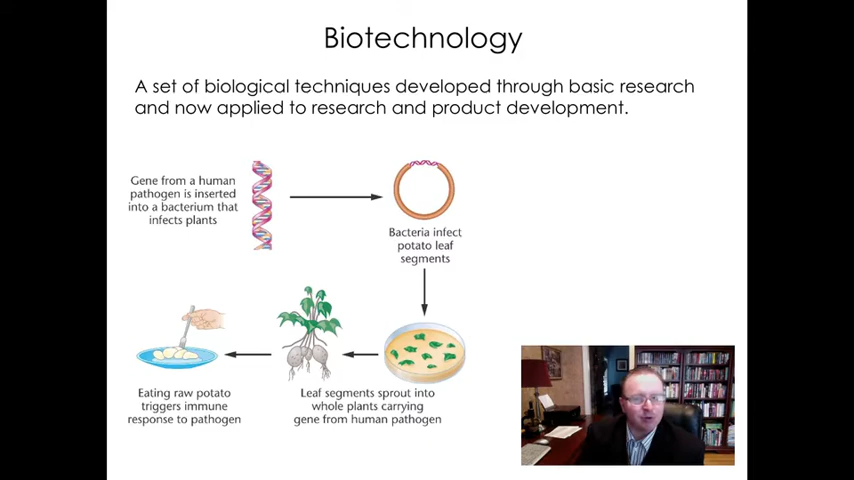 Biotechnology
A set of biological techniques developed through basic research
and now applied to research and product development.
Gene from a human
pathogen is inserted
into a bacterium that
infects plants
Bacteria infect
potato leaf
segments
Eating raw potato
triggers immune
response to pathogen
Leaf segments sprout into
whole plants carrying
gene from human pathogen